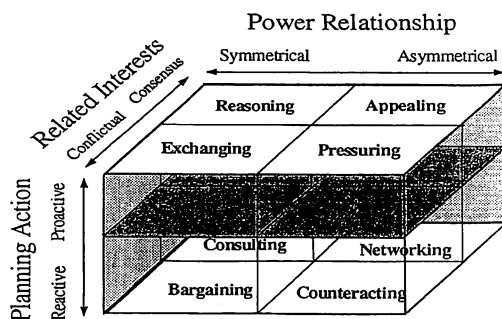 Power Relationship
Symmetrical Asymmetrical
Related Interests
Conflictual Consensus
Reasoning Appealing
Exchanging Pressuring
Planning Action
Reactive Proactive
Consulting Networking
Bargaining Counteracting